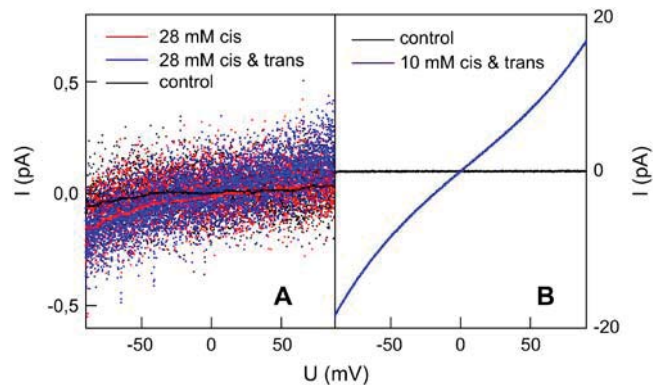 28 mM cis
28 mM cis & trans
control
control
10 mM cis & trans
0.5
0.0
-0.5
I (pA)
A
B
20
0
-20
I (pA)
-50 0 50 -50 0 50
U (mV)